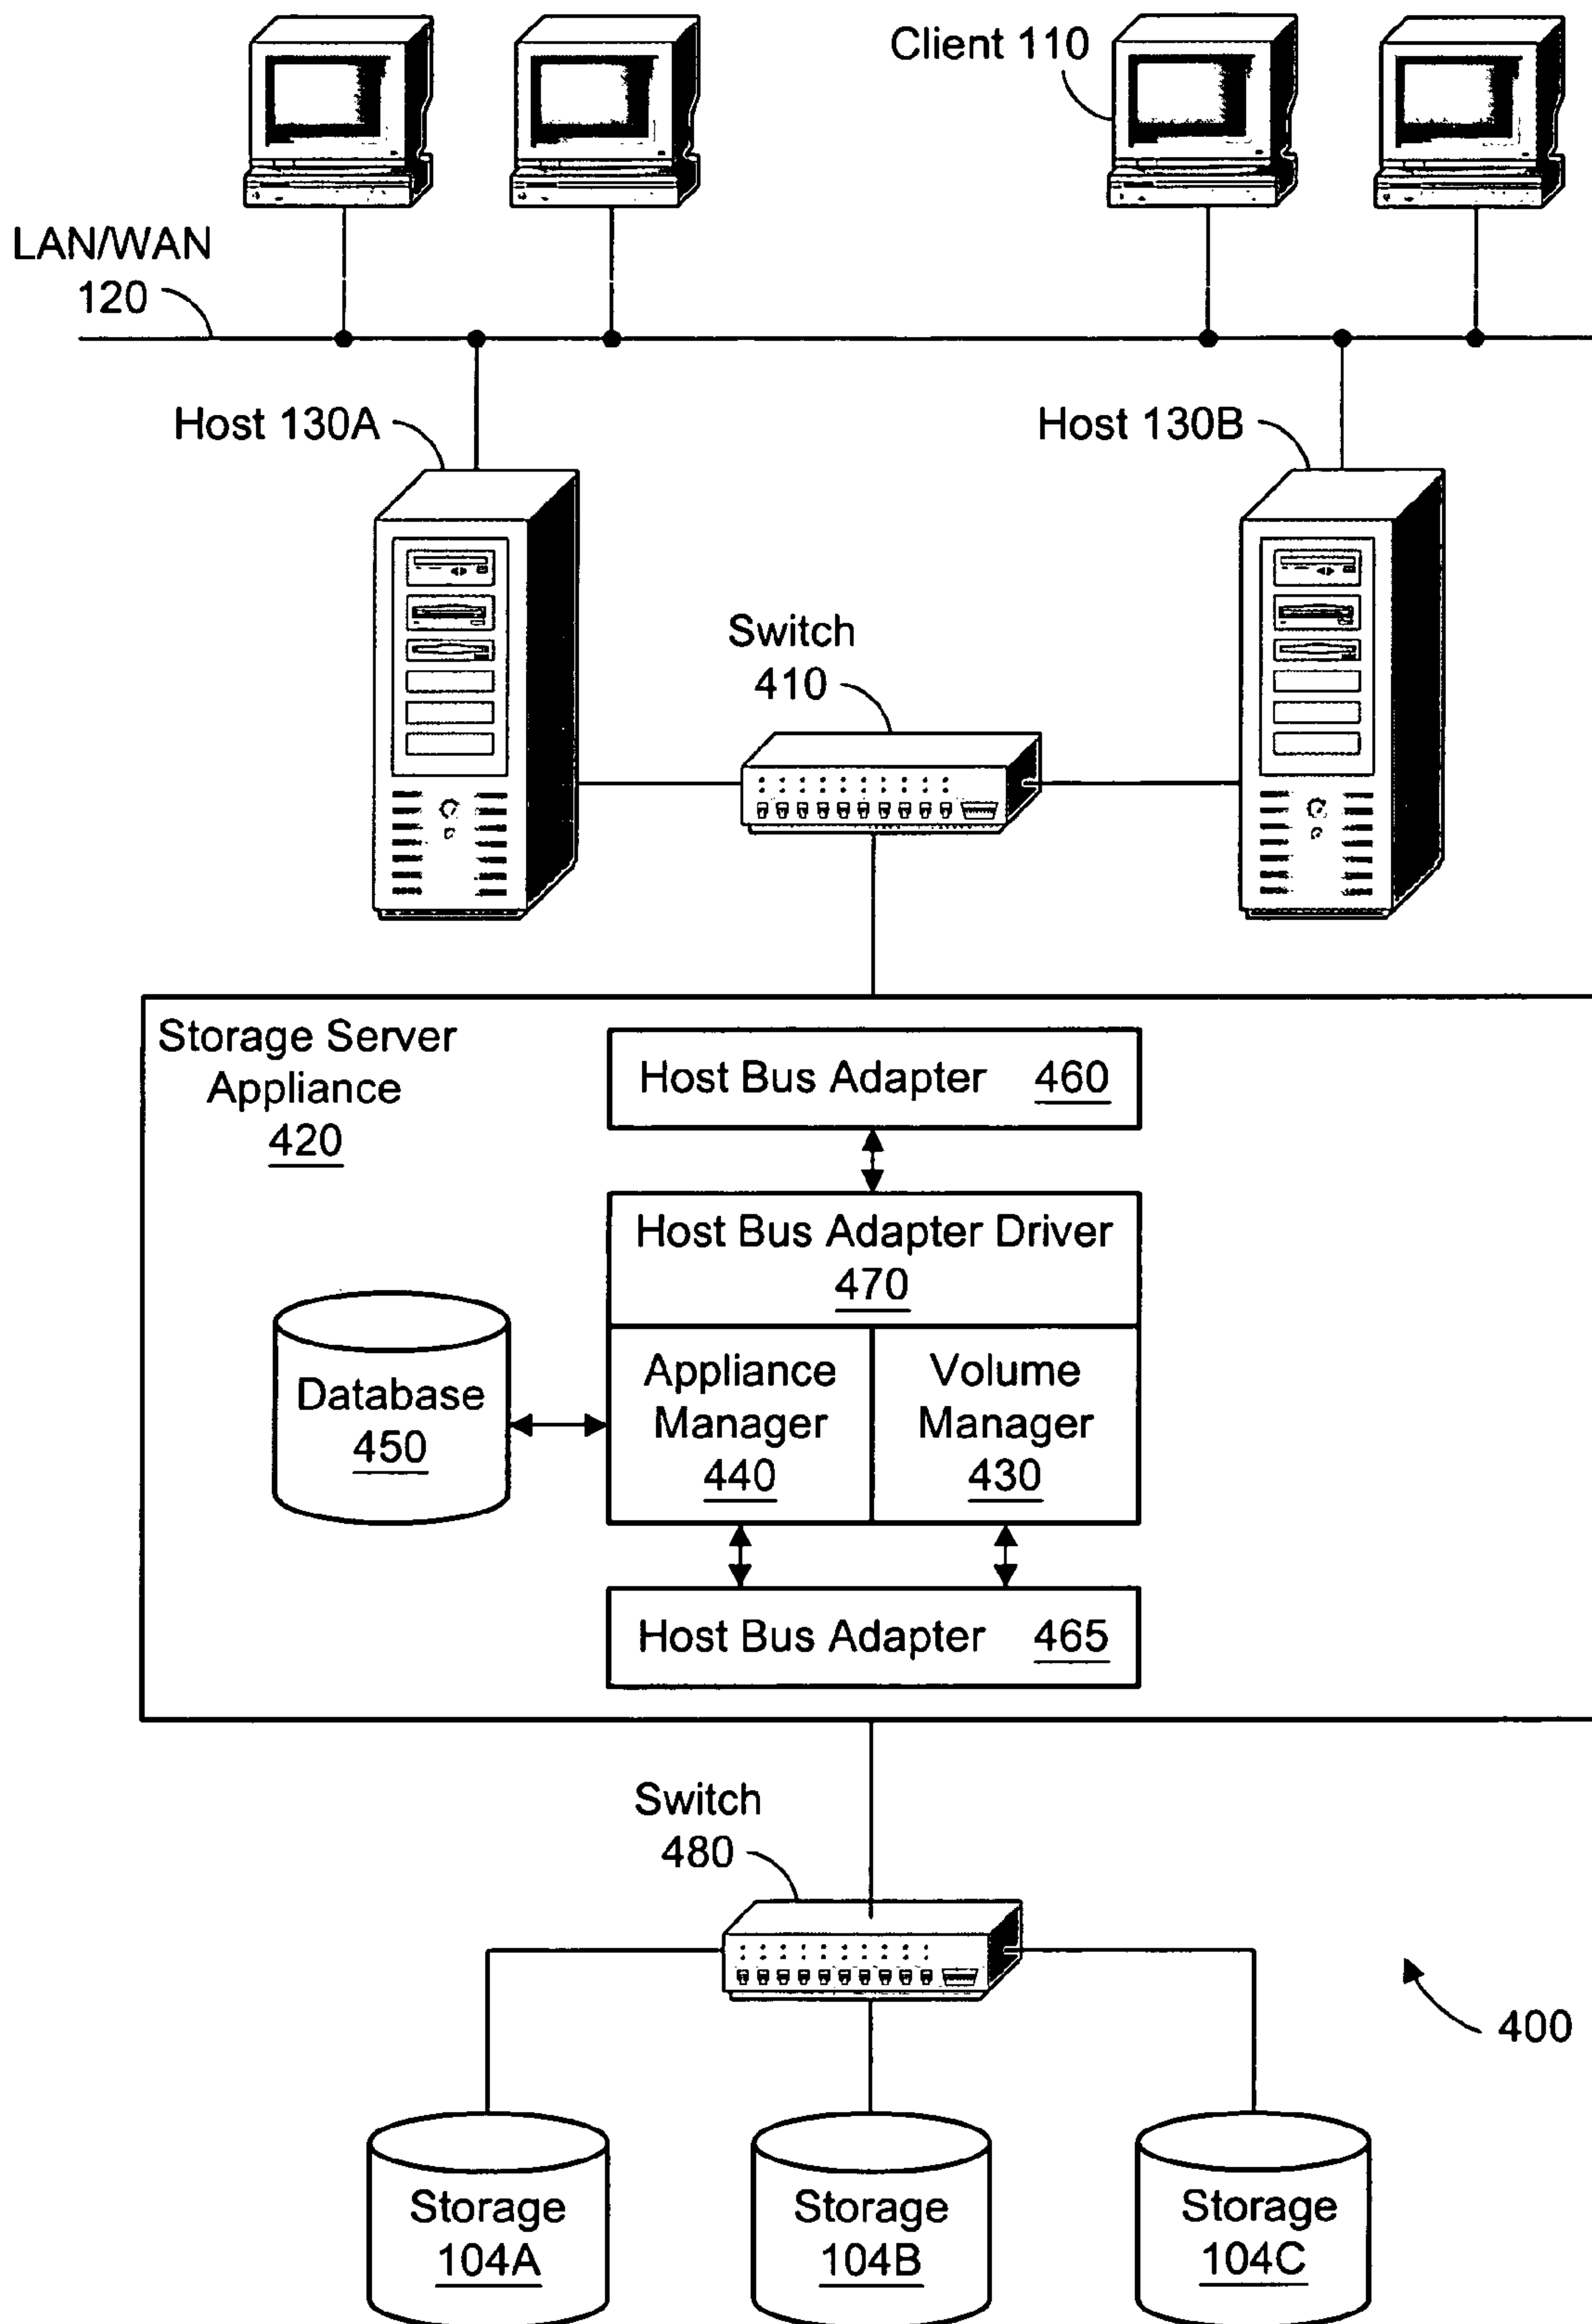 Client 110
LAN/WAN
120
Host 130A
Host 130B
Switch
410
Storage Server
Appliance
420
Host Bus Adapter 460
Host Bus Adapter Driver
470
Database
450
Appliance
Manager
440
Volume
Manager
430
Host Bus Adapter 465
Switch
480
400
Storage
104A
Storage
104B
Storage
104C